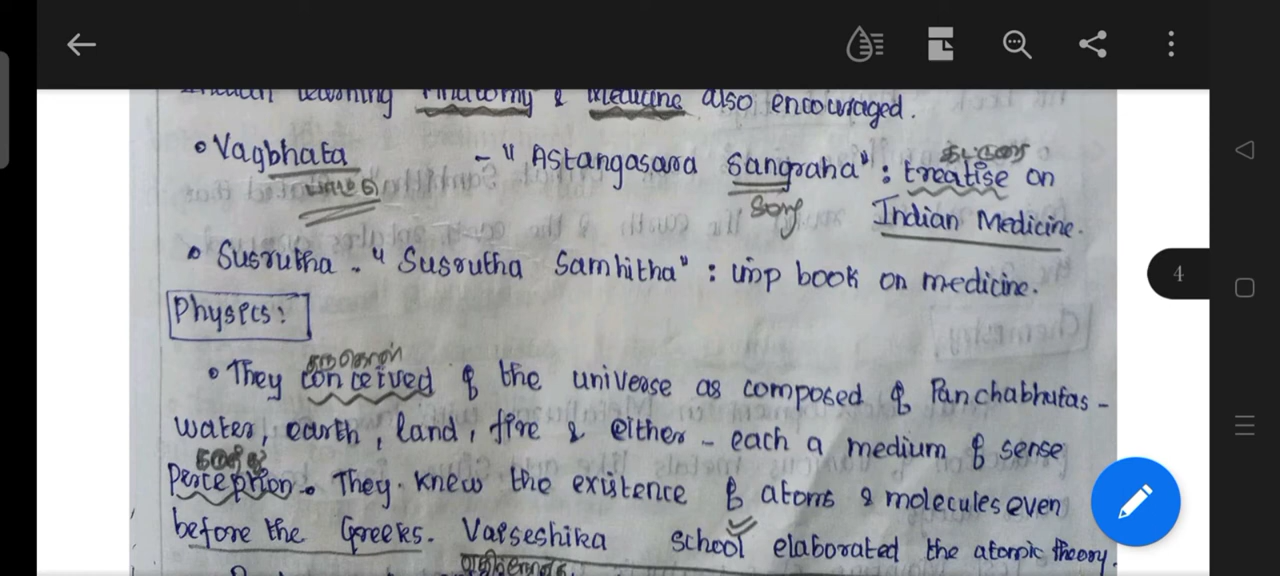 Indian learning Anatomy & Medicine also encouraged.
• Vagbhata - "Astangasara Sangraha" : treatise on
Indian Medicine.
• Susrutha - "Susrutha Samhitha" : imp book on medicine.
Physics:
• They conceived of the universe as composed of Panchabhutas -
water, earth, land, fire & either - each a medium of sense
Perception. They knew the existence of atoms & molecules even
before the Greeks. Vaiseshika school elaborated the atomic theory.
4